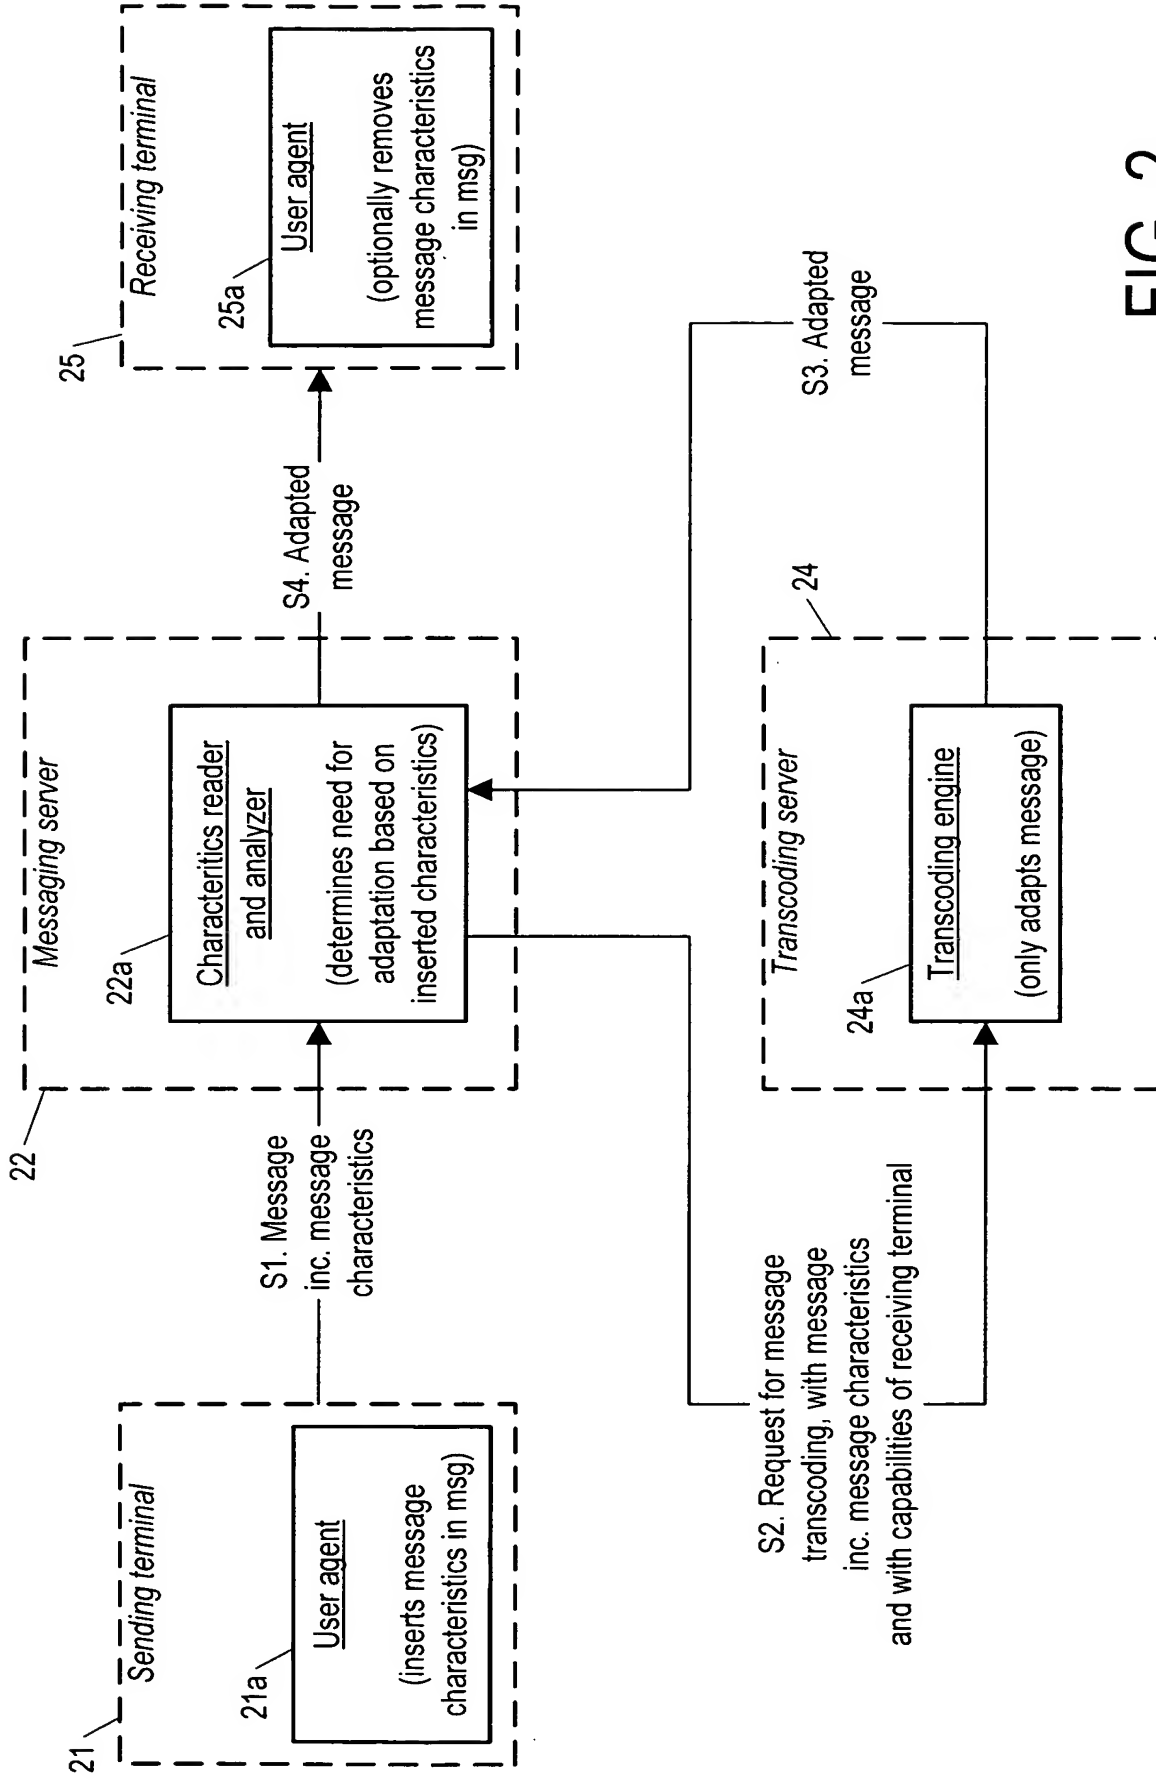 21
Sending terminal
21a
User agent
(inserts message
characteristics in msg)
S1. Message
inc. message
characteristics
22
Messaging server
22a
Characteritics reader
and analyzer
(determines need for
adaptation based on
inserted characteristics)
S4. Adapted
message
25
Receiving terminal
25a
User agent
(optionally removes
message characteristics
in msg)
S2. Request for message
transcoding, with message
inc. message characteristics
and with capabilities of receiving terminal
Transcoding server
24
24a
Transcoding engine
(only adapts message)
S3. Adapted
message
FIG. 2